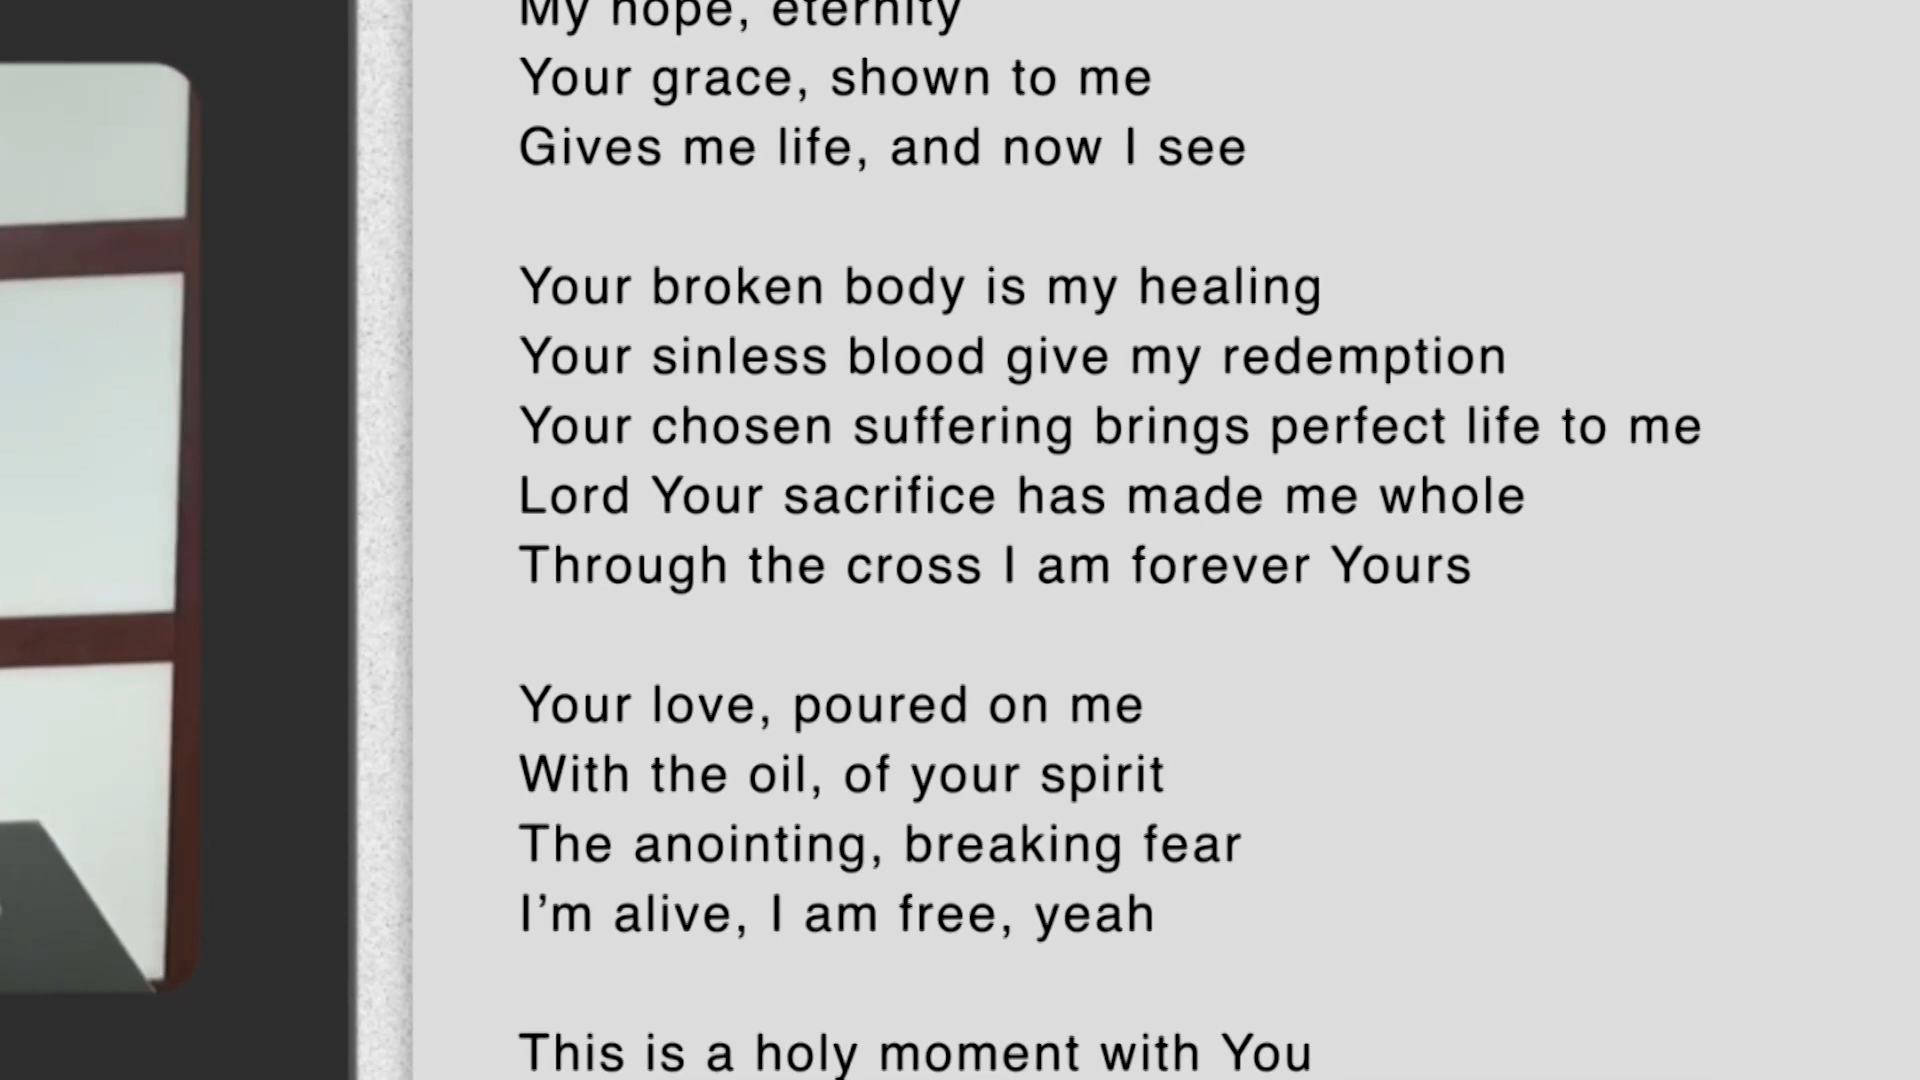 My hope, eternity
Your grace, shown to me
Gives me life, and now I see
Your broken body is my healing
Your sinless blood give my redemption
Your chosen suffering brings perfect life to me
Lord Your sacrifice has made me whole
Through the cross I am forever Yours
Your love, poured on me
With the oil, of your spirit
The anointing, breaking fear
I’m alive, I am free, yeah
This is a holy moment with You